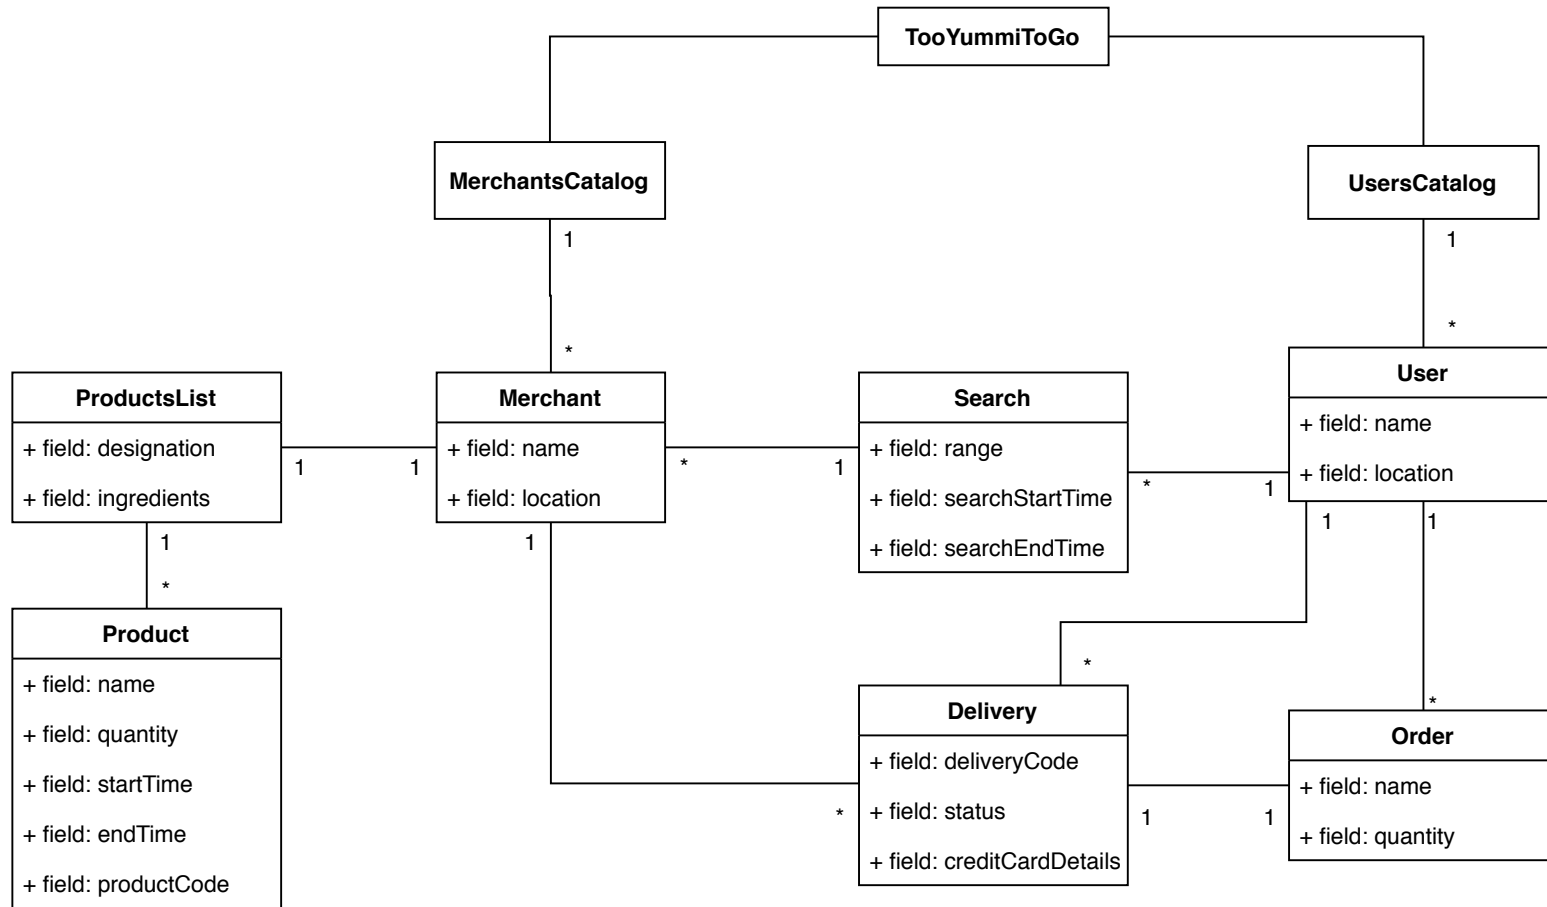 TooYummiToGo
MerchantsCatalog
UsersCatalog
1
1
*
*
ProductsList
+ field: designation
+ field: ingredients
1
1
Merchant
+ field: name
+ field: location
*
1
Search
+ field: range
+ field: searchStartTime
+ field: searchEndTime
*
1
User
+ field: name
+ field: location
1
*
1
1
1
Product
+ field: name
+ field: quantity
+ field: startTime
+ field: endTime
+ field: productCode
*
*
Delivery
+ field: deliveryCode
+ field: status
+ field: creditCardDetails
1
1
*
Order
+ field: name
+ field: quantity